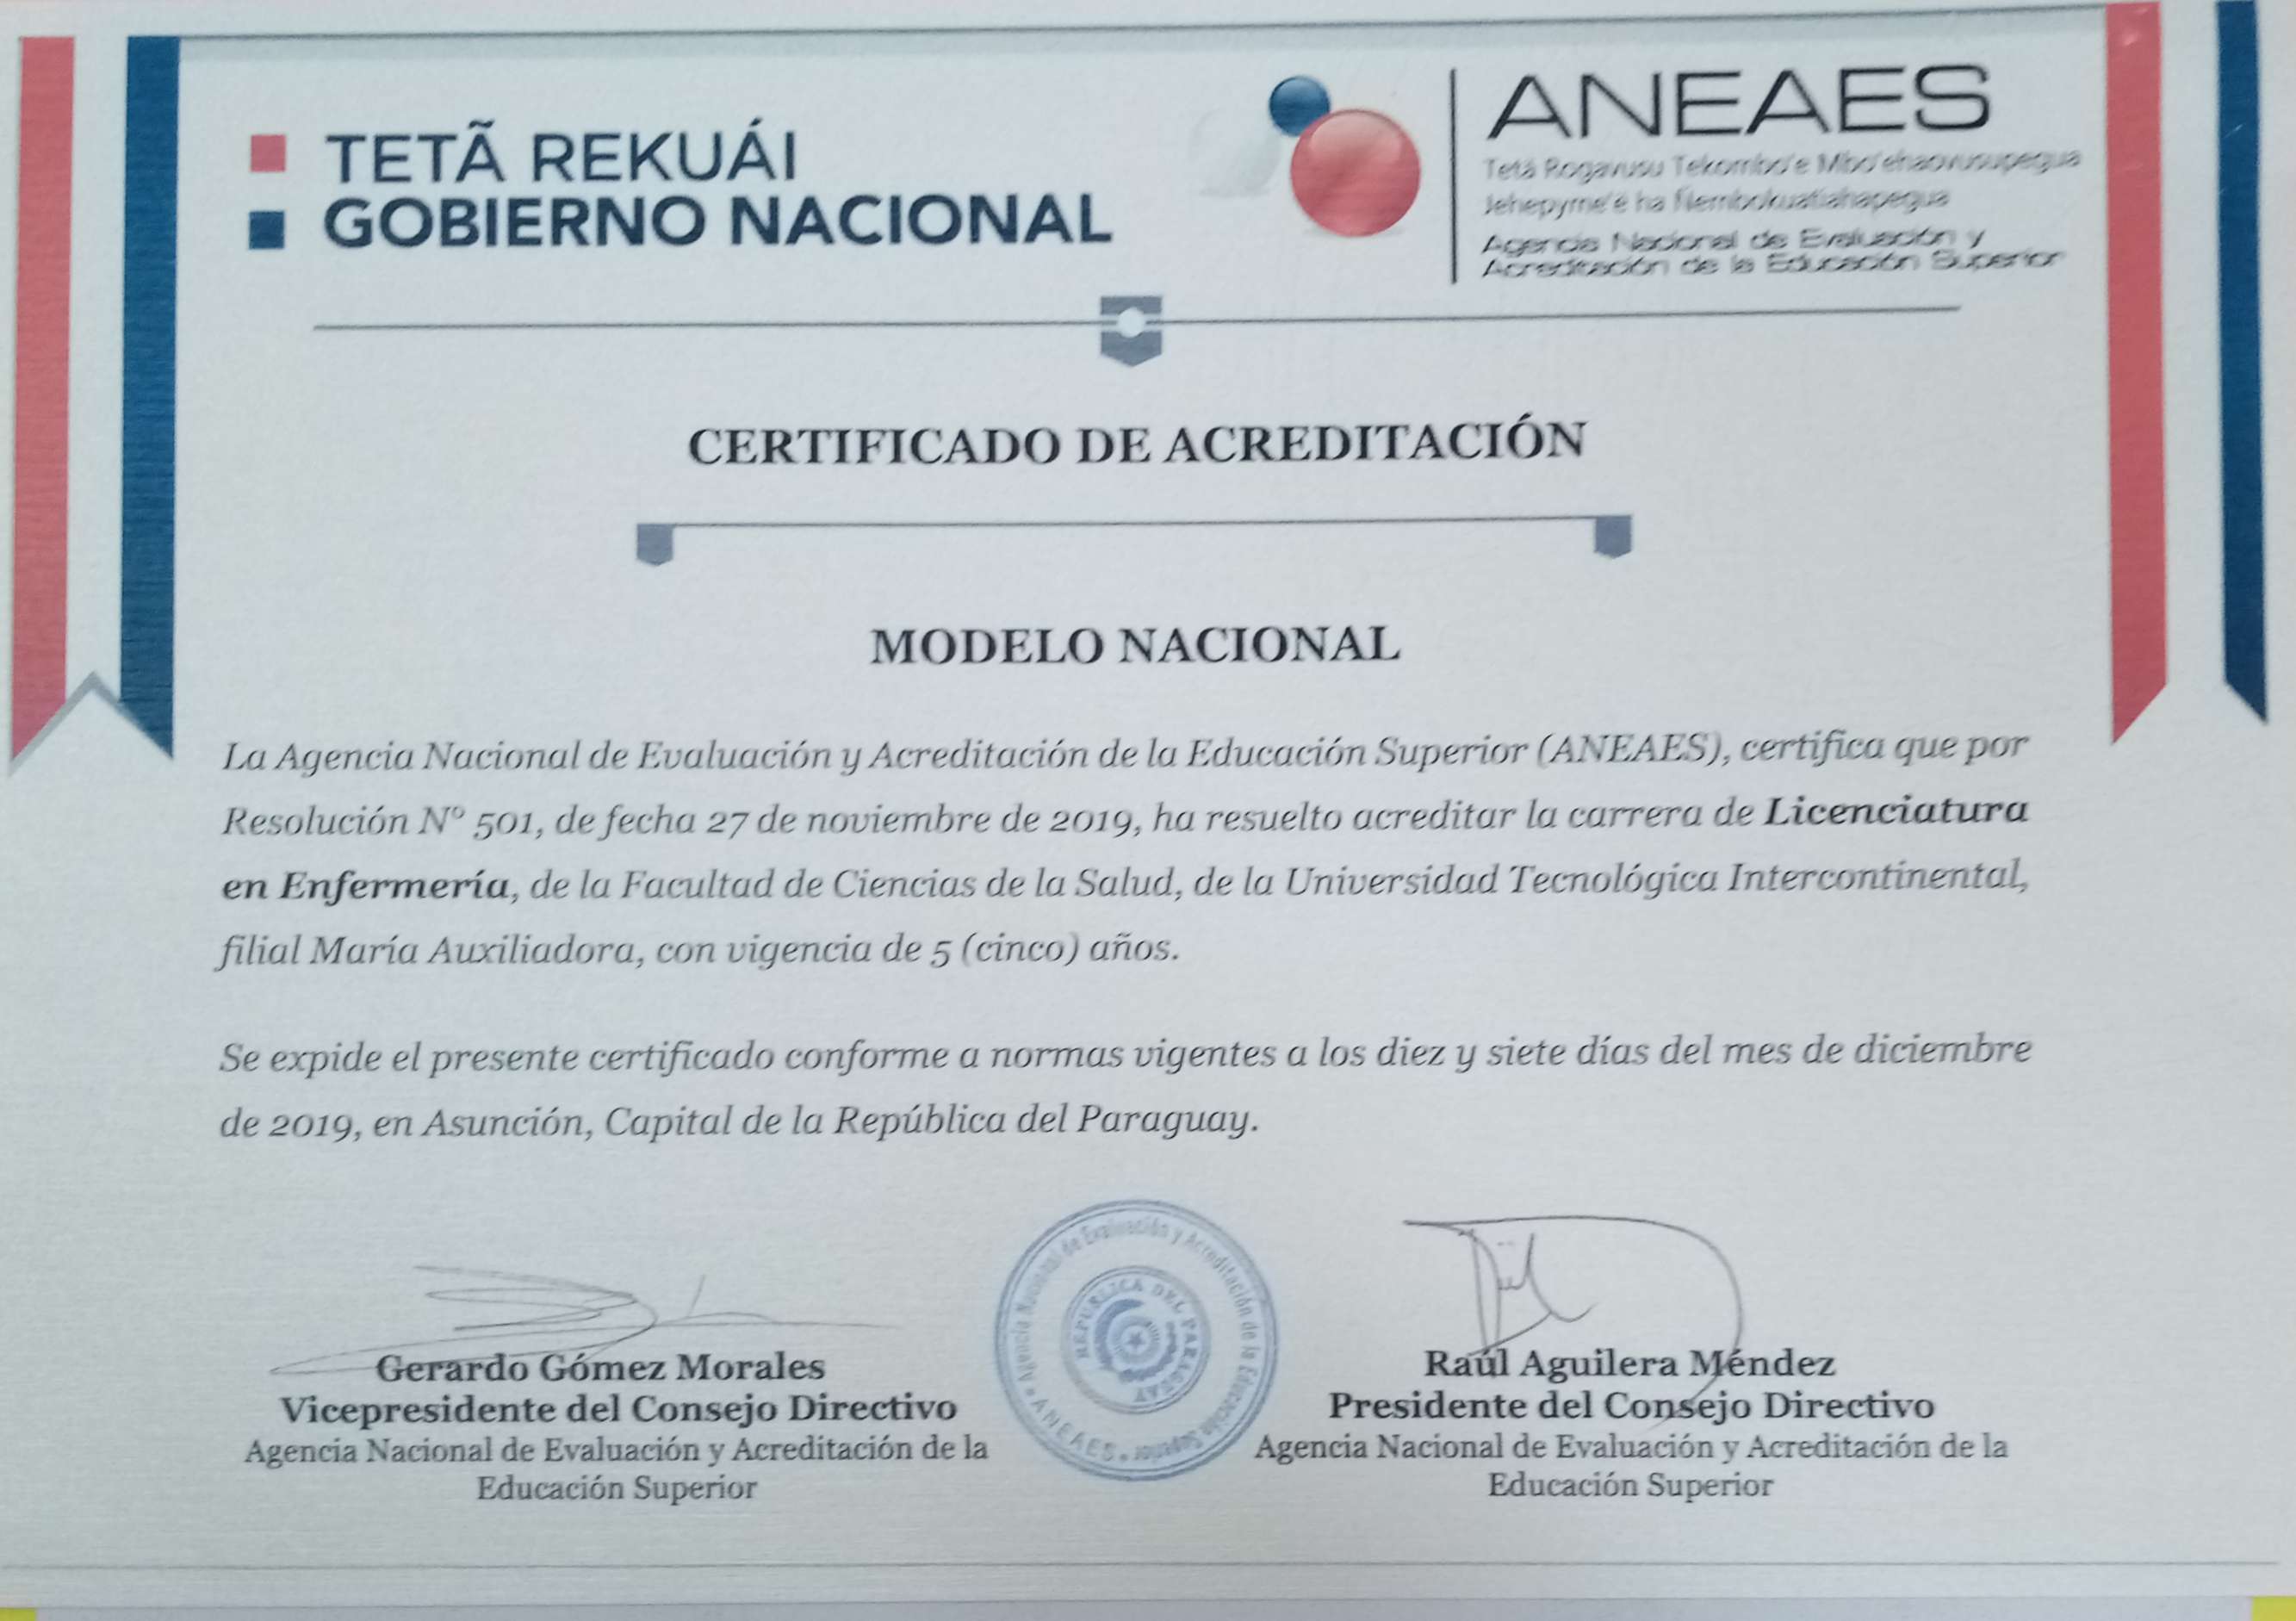 TETÃ REKUÁI
GOBIERNO NACIONAL
ANEAES
Tetã Rogavusu Tekombo'e Mbo'ehaovusupegua
Jehepyme'ẽ ha Ñembokuatiahapegua
Agencia Nacional de Evaluación y
Acreditación de la Educación Superior
CERTIFICADO DE ACREDITACIÓN
MODELO NACIONAL
La Agencia Nacional de Evaluación y Acreditación de la Educación Superior (ANEAES), certifica que por
Resolución N° 501, de fecha 27 de noviembre de 2019, ha resuelto acreditar la carrera de Licenciatura
en Enfermería, de la Facultad de Ciencias de la Salud, de la Universidad Tecnológica Intercontinental,
filial María Auxiliadora, con vigencia de 5 (cinco) años.
Se expide el presente certificado conforme a normas vigentes a los diez y siete días del mes de diciembre
de 2019, en Asunción, Capital de la República del Paraguay.
Agencia Nacional de Evaluación y Acreditación de la Educación Superior
• ANEAES •
REPUBLICA DEL PARAGUAY
Gerardo Gómez Morales
Vicepresidente del Consejo Directivo
Agencia Nacional de Evaluación y Acreditación de la
Educación Superior
Raúl Aguilera Méndez
Presidente del Consejo Directivo
Agencia Nacional de Evaluación y Acreditación de la
Educación Superior